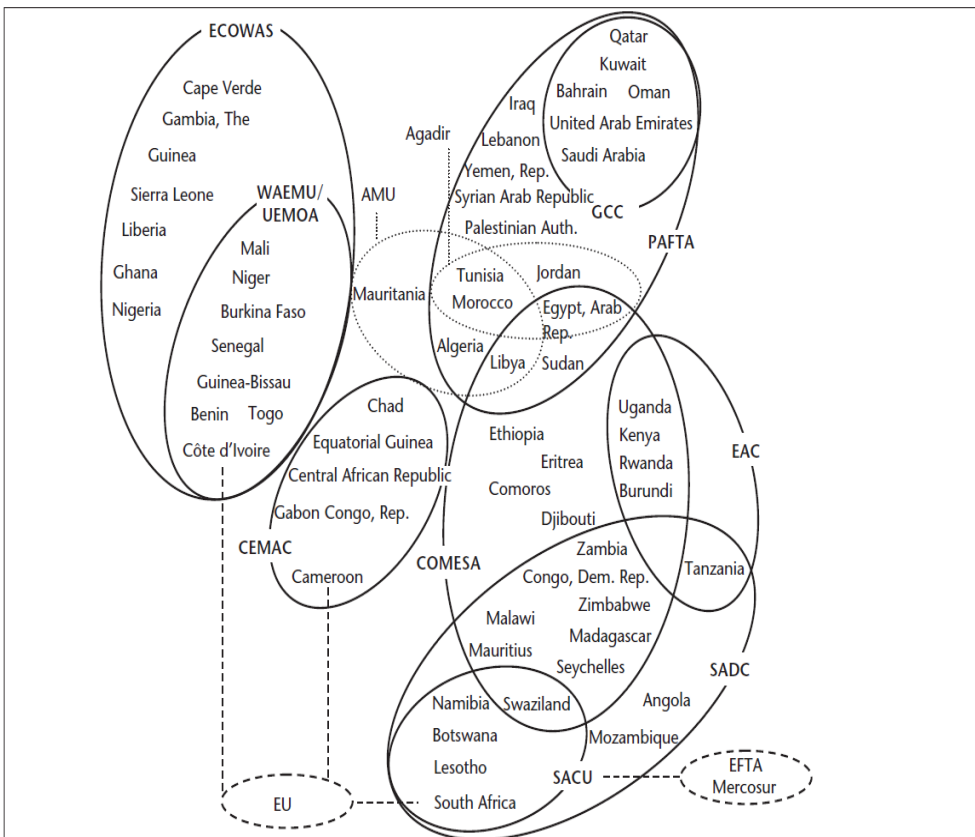 ECOWAS
Cape Verde
Gambia, The
Guinea
Sierra Leone
Liberia
Ghana
Nigeria
WAEMU/
UEMOA
Mali
Niger
Burkina Faso
Senegal
Guinea-Bissau
Benin Togo
Côte d'Ivoire
AMU
Mauritania
Agadir
Qatar
Kuwait
Bahrain Oman
United Arab Emirates
Saudi Arabia
GCC
Iraq
Lebanon
Yemen, Rep.
Syrian Arab Republic
Palestinian Auth.
PAFTA
Tunisia
Morocco
Jordan
Egypt, Arab
Rep.
Algeria
Libya
Sudan
Chad
Equatorial Guinea
Central African Republic
Gabon Congo, Rep.
CEMAC
Cameroon
Ethiopia
Eritrea
Comoros
Djibouti
COMESA
Uganda
Kenya
Rwanda
Burundi
EAC
Tanzania
Zambia
Congo, Dem. Rep.
Zimbabwe
Malawi
Madagascar
Mauritius
Seychelles
SADC
Angola
Mozambique
Namibia
Swaziland
Botswana
Lesotho
South Africa
SACU
EU
EFTA
Mercosur